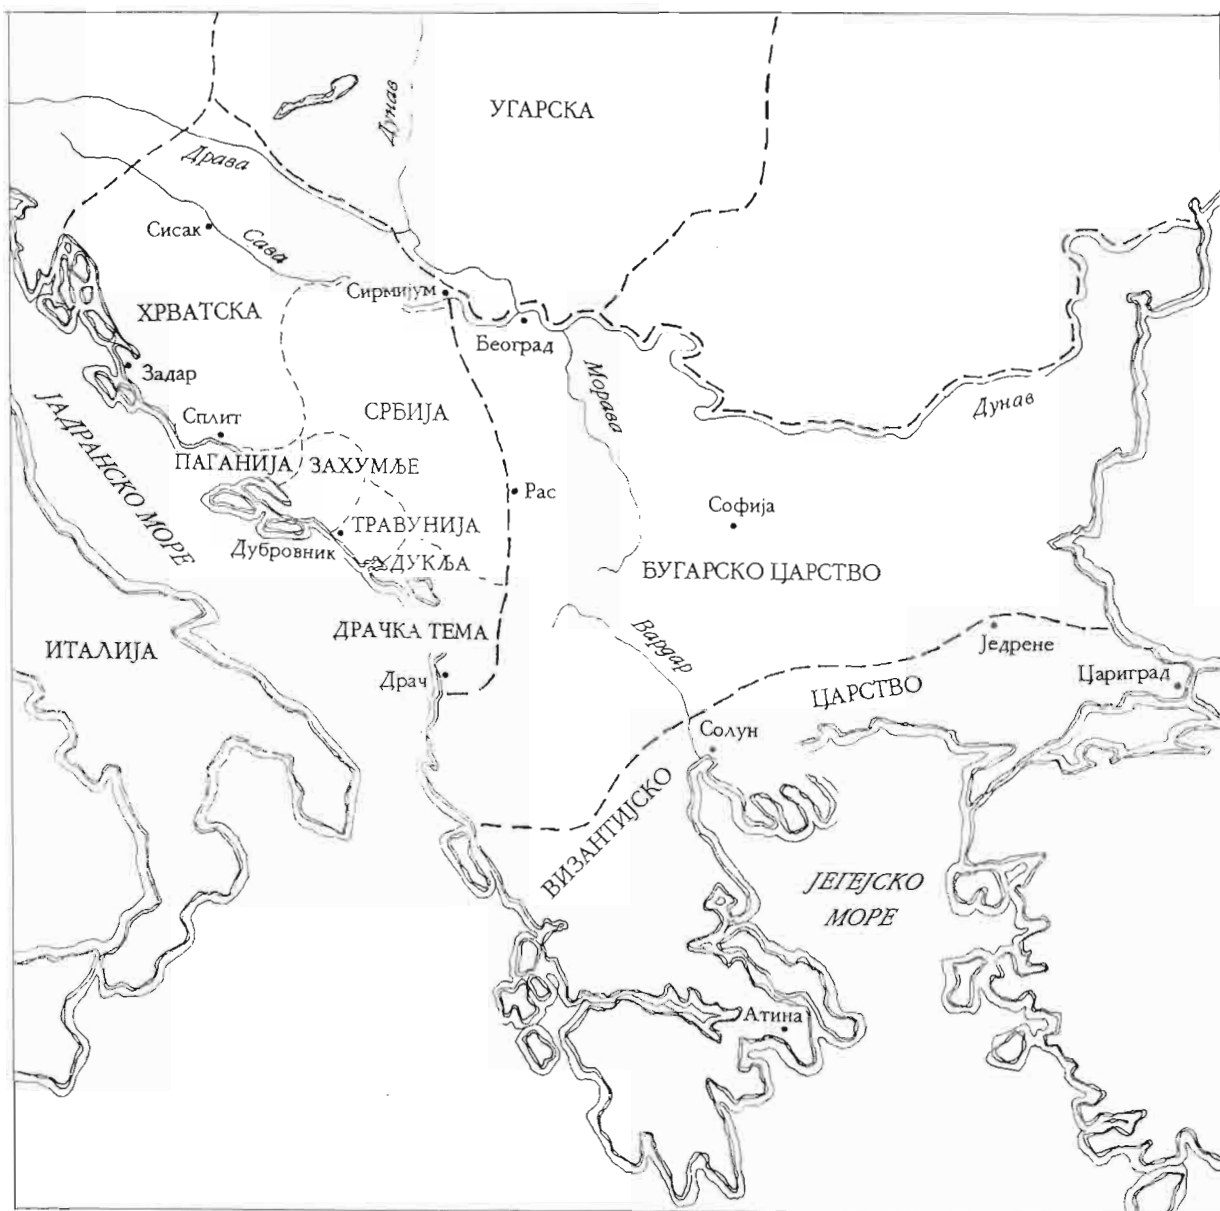 УГАРСКА
Дунав
Драва
Сисак
Сава
Сирмијум
ХРВАТСКА
Београд
Задар
Морава
Дунав
СРБИЈА
Сплит
ЈАДРАНСКО МОРЕ
ПАГАНИЈА
ЗАХУМЉЕ
Рас
Софија
ТРАВУНИЈА
Дубровник
ДУКЉА
БУГАРСКО ЦАРСТВО
ДРАЧКА ТЕМА
Вардар
Једрене
ИТАЛИЈА
Драч
Цариград
ВИЗАНТИЈСКО
ЦАРСТВО
Солун
ЈЕГЕЈСКО
МОРЕ
Атина